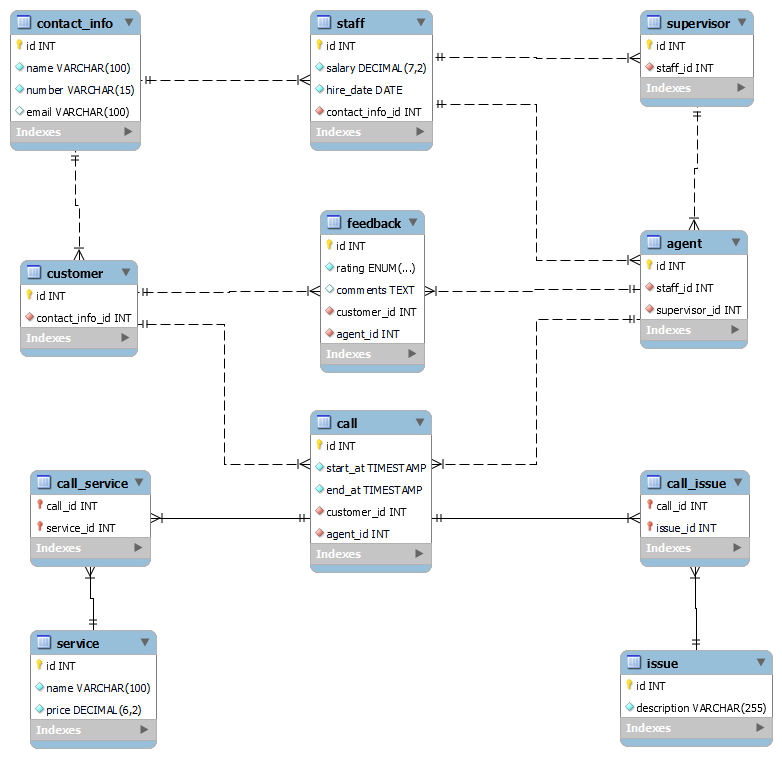 contact_info
id INT
name VARCHAR(100)
number VARCHAR(15)
email VARCHAR(100)
Indexes
staff
id INT
salary DECIMAL(7,2)
hire_date DATE
contact_info_id INT
Indexes
supervisor
id INT
staff_id INT
Indexes
customer
id INT
contact_info_id INT
Indexes
feedback
id INT
rating ENUM(...)
comments TEXT
customer_id INT
agent_id INT
Indexes
agent
id INT
staff_id INT
supervisor_id INT
Indexes
call_service
call_id INT
service_id INT
Indexes
call
id INT
start_at TIMESTAMP
end_at TIMESTAMP
customer_id INT
agent_id INT
Indexes
call_issue
call_id INT
issue_id INT
Indexes
service
id INT
name VARCHAR(100)
price DECIMAL(6,2)
Indexes
issue
id INT
description VARCHAR(255)
Indexes